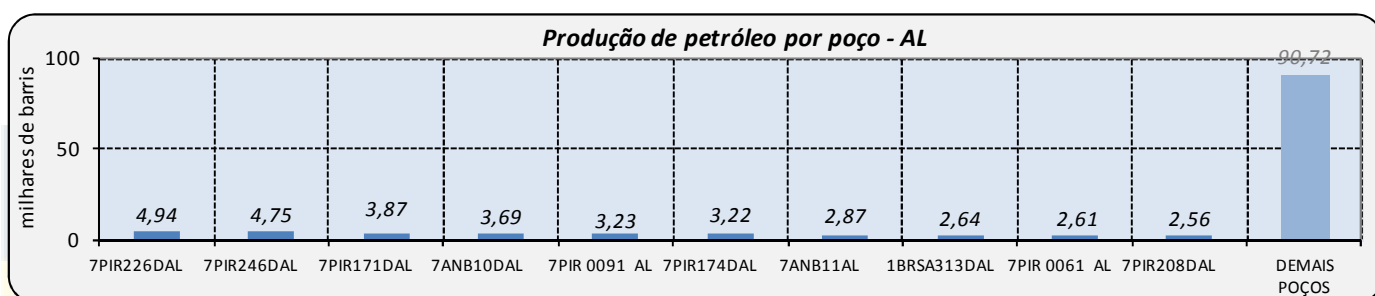 Produção de petróleo por poço - AL
milhares de barris
100
50
0
4,94
4,75
3,87
3,69
3,23
3,22
2,87
2,64
2,61
2,56
90,72
7PIR226DAL
7PIR246DAL
7PIR171DAL
7ANB10DAL
7PIR 0091 AL
7PIR174DAL
7ANB11AL
1BRSA313DAL
7PIR 0061 AL
7PIR208DAL
DEMAIS
POÇOS